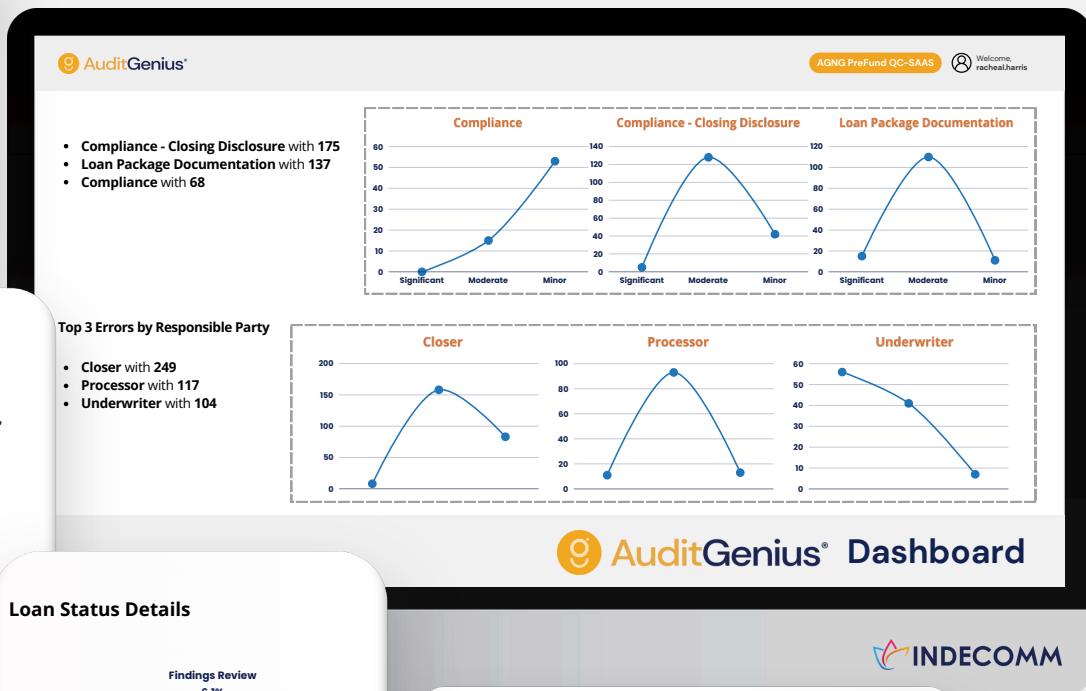 AuditGenius®
AGNG PreFund QC-SAAS
Welcome,
racheal.harris
• Compliance - Closing Disclosure with 175
• Loan Package Documentation with 137
• Compliance with 68
Compliance
60
50
40
30
20
10
0
Significant Moderate Minor
Compliance - Closing Disclosure
140
120
100
80
60
40
20
0
Significant Moderate Minor
Loan Package Documentation
120
100
80
60
40
20
0
Significant Moderate Minor
Top 3 Errors by Responsible Party
• Closer with 249
• Processor with 117
• Underwriter with 104
Closer
200
150
100
50
0
Processor
100
80
60
40
20
0
Underwriter
60
50
40
30
20
10
0
AuditGenius® Dashboard
Loan Status Details
Findings Review
INDECOMM